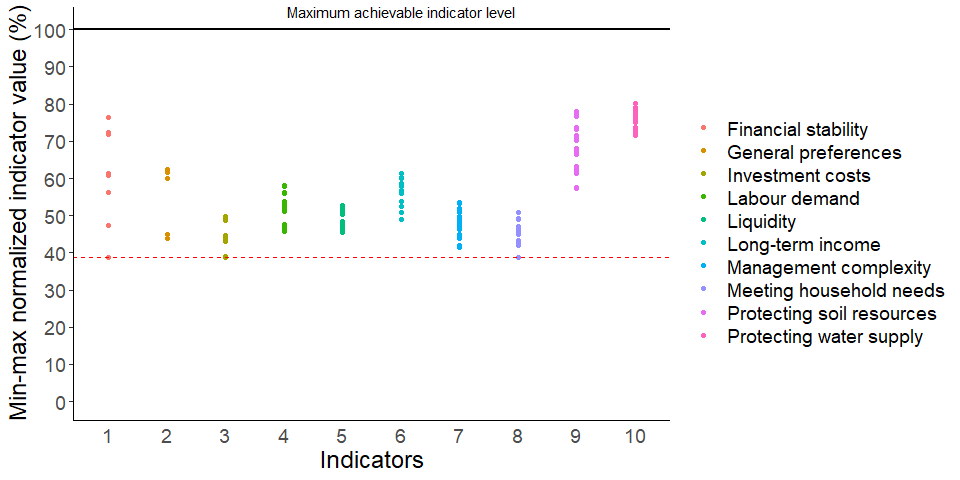 Maximum achievable indicator level
Min-max normalized indicator value (%)
100
90
80
70
60
50
40
30
20
10
0
1 2 3 4 5 6 7 8 9 10
Indicators
Financial stability
General preferences
Investment costs
Labour demand
Liquidity
Long-term income
Management complexity
Meeting household needs
Protecting soil resources
Protecting water supply